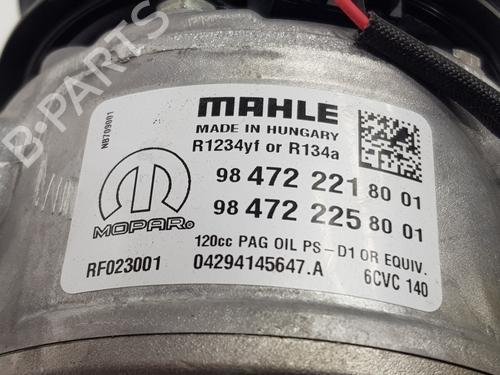 B-PARTS
NB709001
MAHLE
MADE IN HUNGARY
R1234yf or R134a
98 472 221 80 01
98 472 225 80 01
MOPAR®
120cc PAG OIL PS-D1 OR EQUIV.
RF023001 04294145647.A 6CVC 140